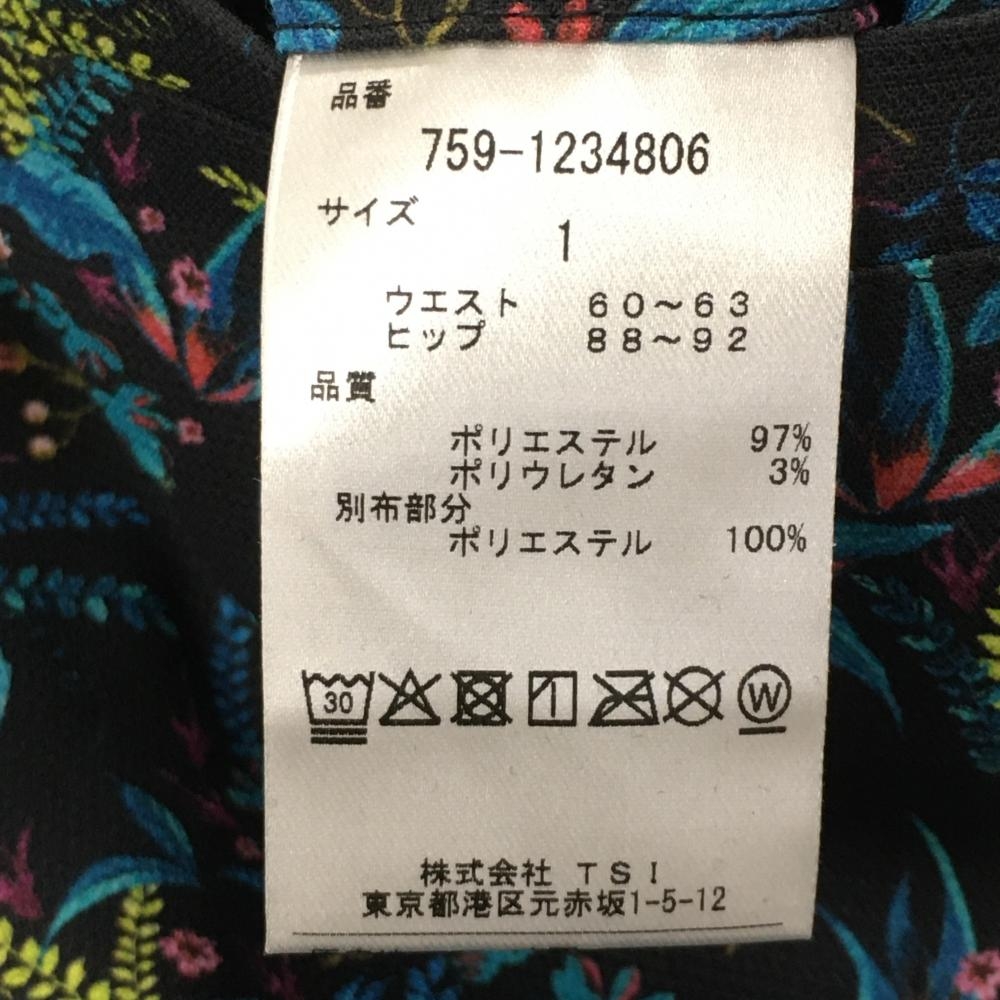 品番
759-1234806
サイズ
1
ウエスト 60~63
ヒップ 88~92
品質
ポリエステル 97%
ポリウレタン 3%
別布部分
ポリエステル 100%
30 W
株式会社 TSI
東京都港区元赤坂1-5-12